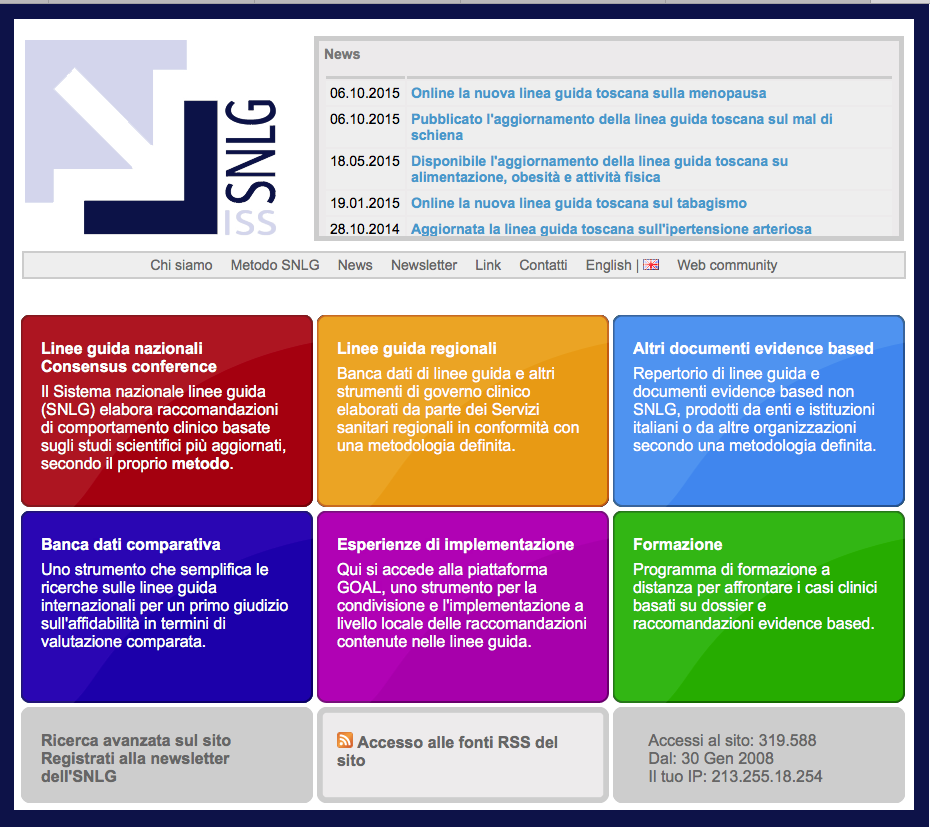 SNLG
ISS
News
06.10.2015 Online la nuova linea guida toscana sulla menopausa
06.10.2015 Pubblicato l'aggiornamento della linea guida toscana sul mal di
schiena
18.05.2015 Disponibile l'aggiornamento della linea guida toscana su
alimentazione, obesità e attività fisica
19.01.2015 Online la nuova linea guida toscana sul tabagismo
28.10.2014 Aggiornata la linea guida toscana sull'ipertensione arteriosa
Chi siamo Metodo SNLG News Newsletter Link Contatti English | Web community
Linee guida nazionali
Consensus conference
Il Sistema nazionale linee guida
(SNLG) elabora raccomandazioni
di comportamento clinico basate
sugli studi scientifici più aggiornati,
secondo il proprio metodo.
Linee guida regionali
Banca dati di linee guida e altri
strumenti di governo clinico
elaborati da parte dei Servizi
sanitari regionali in conformità con
una metodologia definita.
Altri documenti evidence based
Repertorio di linee guida e
documenti evidence based non
SNLG, prodotti da enti e istituzioni
italiani o da altre organizzazioni
secondo una metodologia definita.
Banca dati comparativa
Uno strumento che semplifica le
ricerche sulle linee guida
internazionali per un primo giudizio
sull'affidabilità in termini di
valutazione comparata.
Esperienze di implementazione
Qui si accede alla piattaforma
GOAL, uno strumento per la
condivisione e l'implementazione a
livello locale delle raccomandazioni
contenute nelle linee guida.
Formazione
Programma di formazione a
distanza per affrontare i casi clinici
basati su dossier e
raccomandazioni evidence based.
Ricerca avanzata sul sito
Registrati alla newsletter
dell'SNLG
Accesso alle fonti RSS del
sito
Accessi al sito: 319.588
Dal: 30 Gen 2008
Il tuo IP: 213.255.18.254